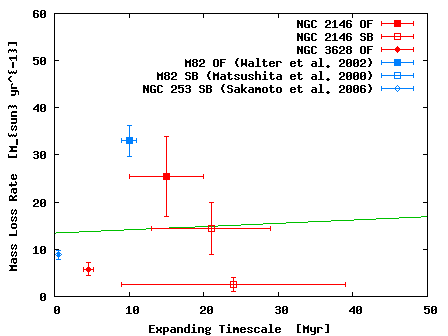 60
50
40
30
20
10
0
Mass Loss Rate [M_{sun} yr^{-1}]
NGC 2146 OF
NGC 2146 SB
NGC 3628 OF
M82 OF (Walter et al. 2002)
M82 SB (Matsushita et al. 2000)
NGC 253 SB (Sakamoto et al. 2006)
0 10 20 30 40 50
Expanding Timescale [Myr]